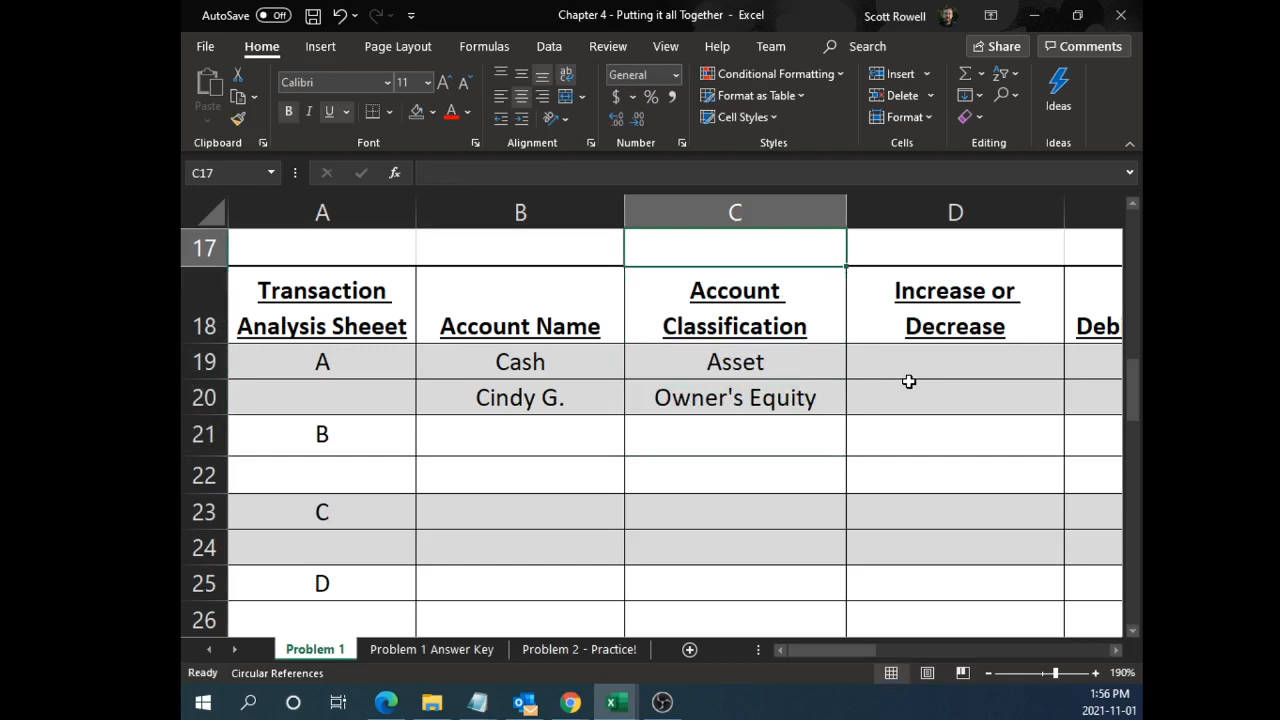 AutoSave Off Chapter 4 - Putting it all Together - Excel Scott Rowell
File Home Insert Page Layout Formulas Data Review View Help Team Search Share Comments
Paste Calibri 11 General $ % Conditional Formatting Insert
Format as Table Delete Ideas
B I U A Cell Styles Format
Clipboard Font Alignment Number Styles Cells Editing Ideas
C17 fx
A B C D
17
18 Transaction Analysis Sheeet Account Name Account Classification Increase or Decrease
19 A Cash Asset
20 Cindy G. Owner's Equity
21 B
22
23 C
24
25 D
26
Problem 1 Problem 1 Answer Key Problem 2 - Practice!
Ready Circular References 190%
1:56 PM
2021-11-01